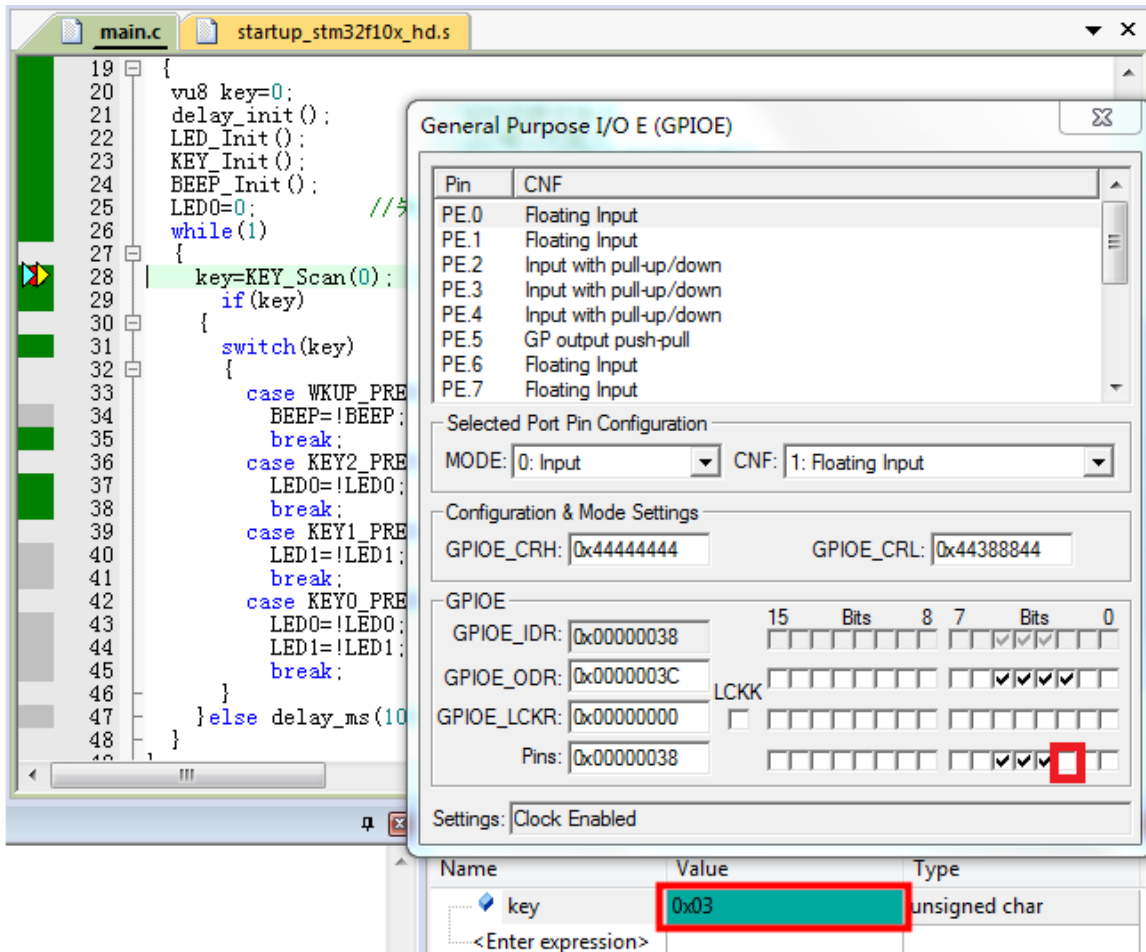 main.c startup_stm32f10x_hd.s
19 {
20 vu8 key=0;
21 delay_init();
22 LED_Init();
23 KEY_Init();
24 BEEP_Init();
25 LED0=0; //
26 while(1)
27 {
28 key=KEY_Scan(0);
29 if(key)
30 {
31 switch(key)
32 {
33 case WKUP_PRE
34 BEEP=!BEEP;
35 break;
36 case KEY2_PRE
37 LED0=!LED0;
38 break;
39 case KEY1_PRE
40 LED1=!LED1;
41 break;
42 case KEY0_PRE
43 LED0=!LED0;
44 LED1=!LED1;
45 break;
46 }
47 }else delay_ms(10
48 }
General Purpose I/O E (GPIOE)
Pin CNF
PE.0 Floating Input
PE.1 Floating Input
PE.2 Input with pull-up/down
PE.3 Input with pull-up/down
PE.4 Input with pull-up/down
PE.5 GP output push-pull
PE.6 Floating Input
PE.7 Floating Input
Selected Port Pin Configuration
MODE: 0: Input CNF: 1: Floating Input
Configuration & Mode Settings
GPIOE_CRH: 0x44444444 GPIOE_CRL: 0x44388844
GPIOE
15 Bits 8 7 Bits 0
GPIOE_IDR: 0x00000038
GPIOE_ODR: 0x0000003C
LCKK
GPIOE_LCKR: 0x00000000
Pins: 0x00000038
Settings: Clock Enabled
Name Value Type
key 0x03 unsigned char
<Enter expression>